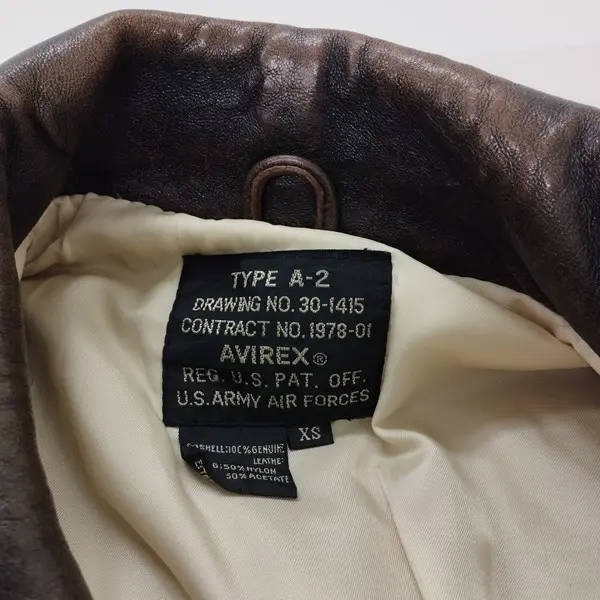 TYPE A-2
DRAWING NO. 30-1415
CONTRACT NO. 1978-01
AVIREX®
REG. U.S. PAT. OFF.
U.S. ARMY AIR FORCES
XS
SHELL:100%GENUINE
LEATHE
G:50%NYLON
50%ACETATE